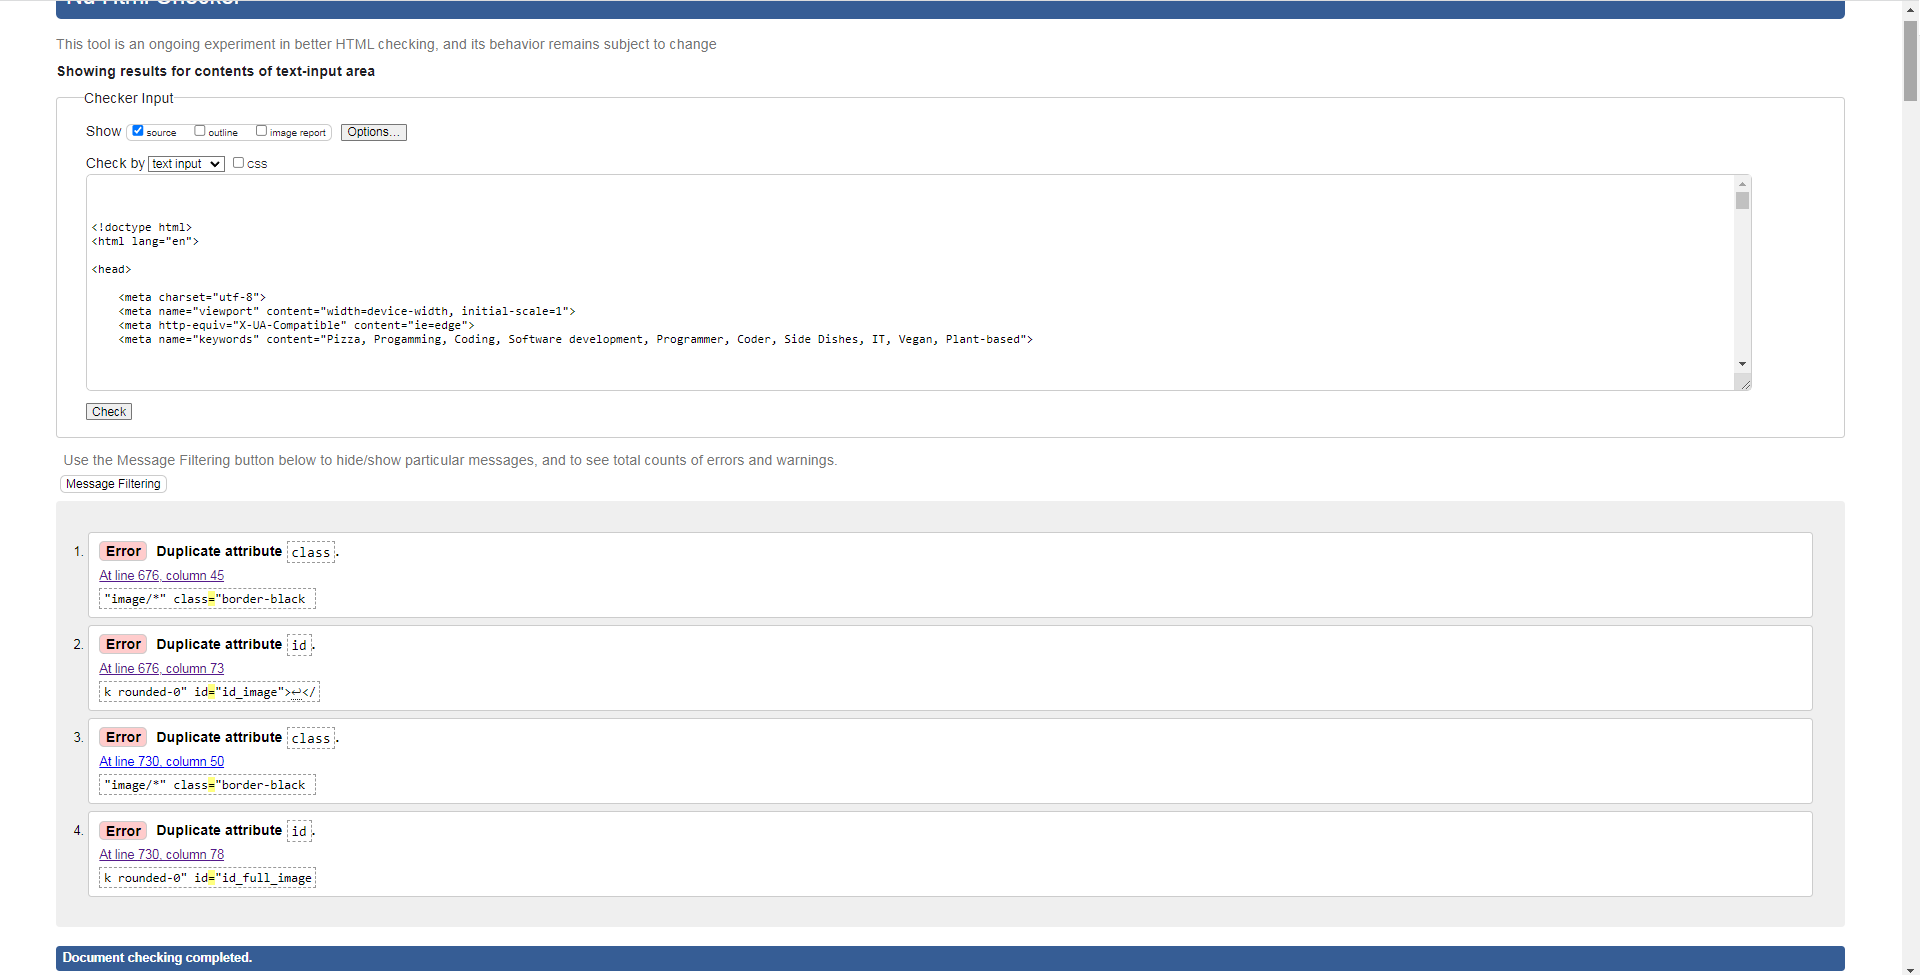 Nu Html Checker
This tool is an ongoing experiment in better HTML checking, and its behavior remains subject to change
Showing results for contents of text-input area
Checker Input
Show source outline image report Options...
Check by text input css
<!doctype html>
<html lang="en">
<head>
<meta charset="utf-8">
<meta name="viewport" content="width=device-width, initial-scale=1">
<meta http-equiv="X-UA-Compatible" content="ie=edge">
<meta name="keywords" content="Pizza, Progamming, Coding, Software development, Programmer, Coder, Side Dishes, IT, Vegan, Plant-based">
Check
Use the Message Filtering button below to hide/show particular messages, and to see total counts of errors and warnings.
Message Filtering
1. Error Duplicate attribute class.
At line 676, column 45
"image/*" class="border-black
2. Error Duplicate attribute id.
At line 676, column 73
k rounded-0" id="id_image">↩</
3. Error Duplicate attribute class.
At line 730, column 50
"image/*" class="border-black
4. Error Duplicate attribute id.
At line 730, column 78
k rounded-0" id="id_full_image
Document checking completed.